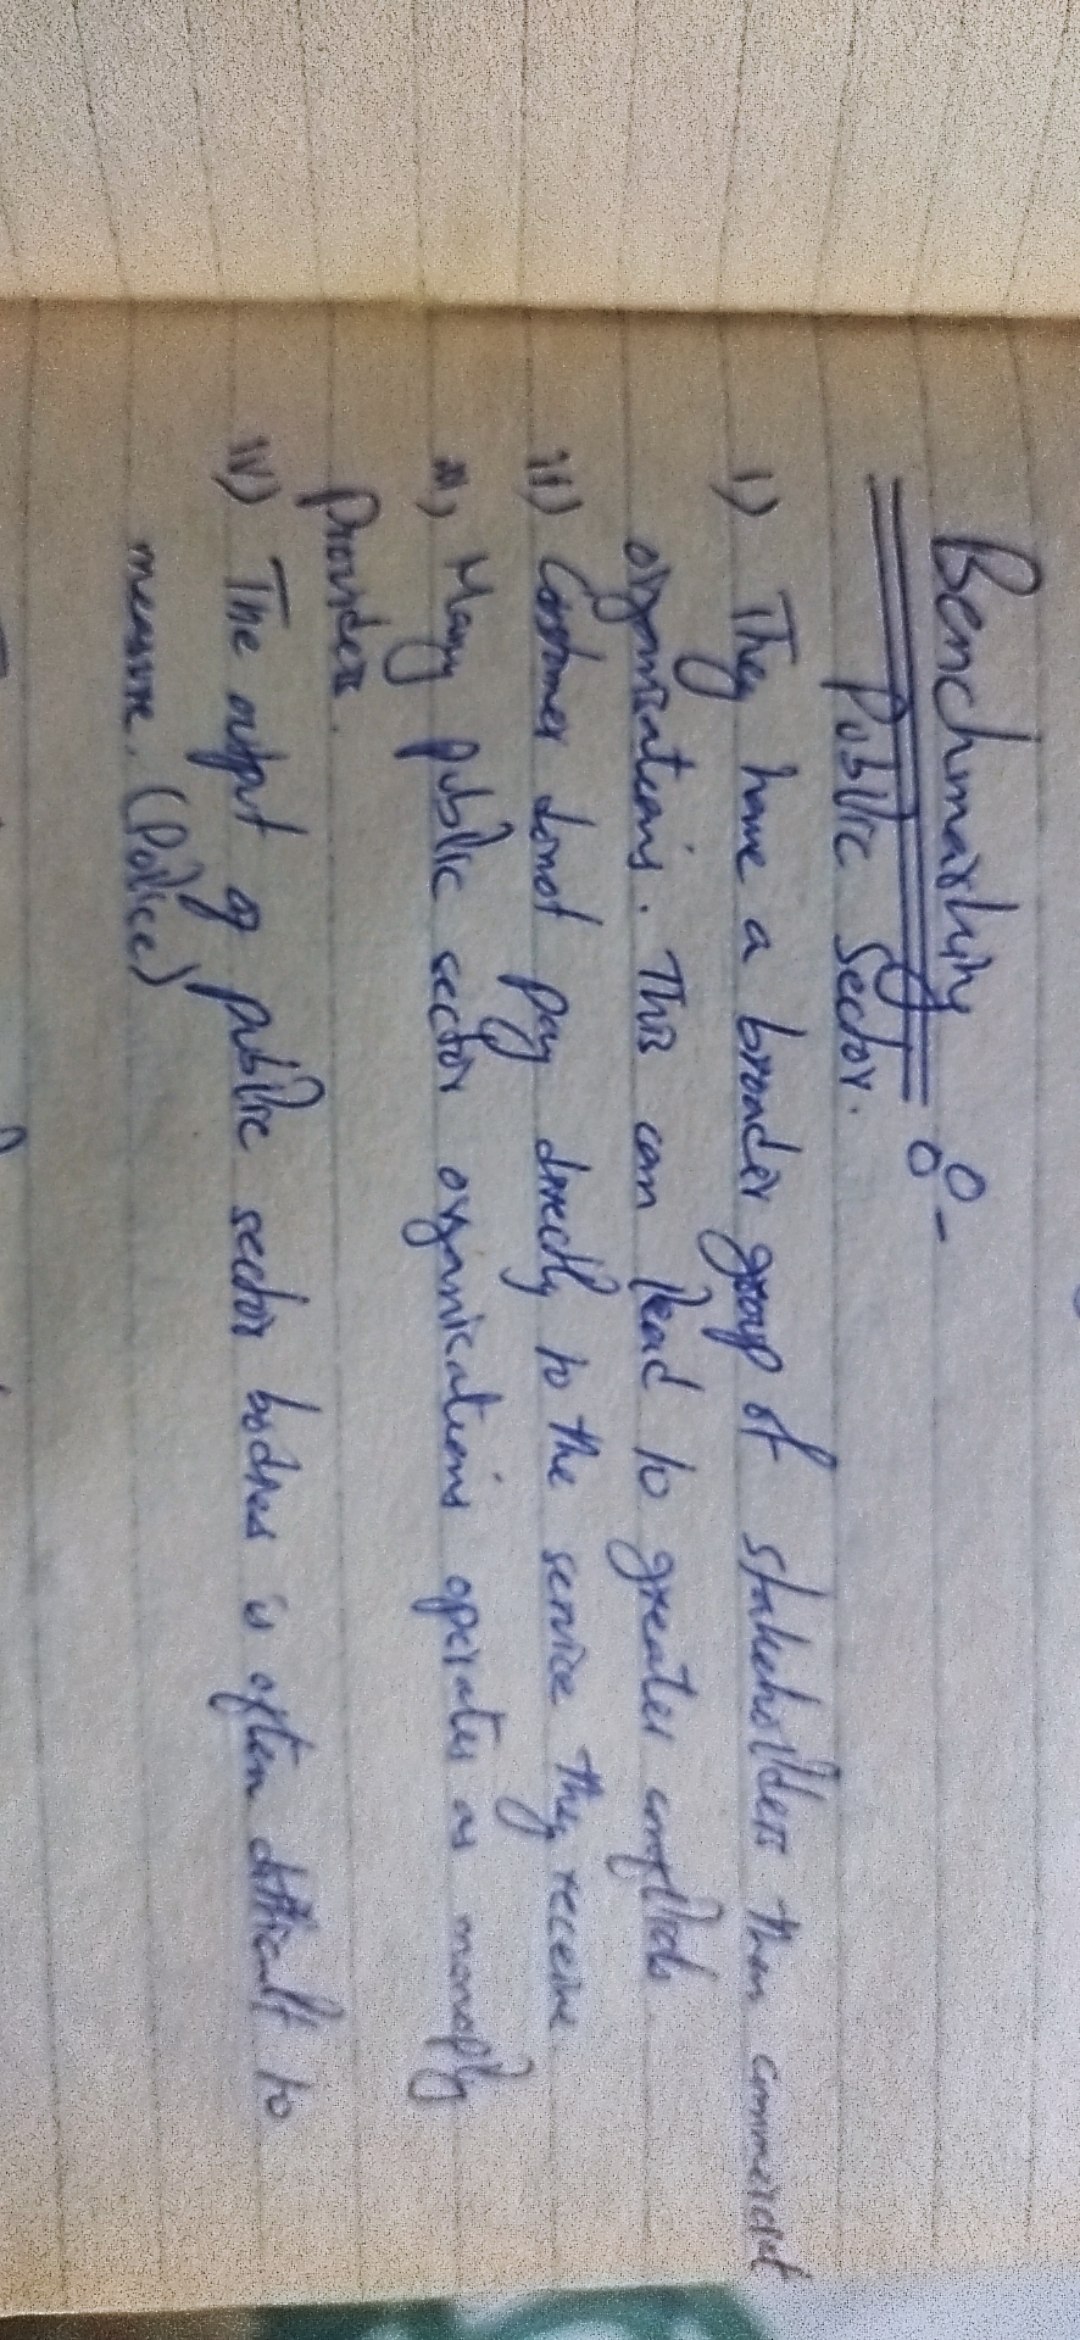 Benchmarking :-
Public Sector.
i) They have a broader group of stakeholders than commercial
organizations. This can lead to greater conflicts
ii) Customer donot pay directly to the service they receive.
iii) Many public sector organizations operates as monoply
Providers.
iv) The output of public sector bodies is often difficult to
measure. (Police)